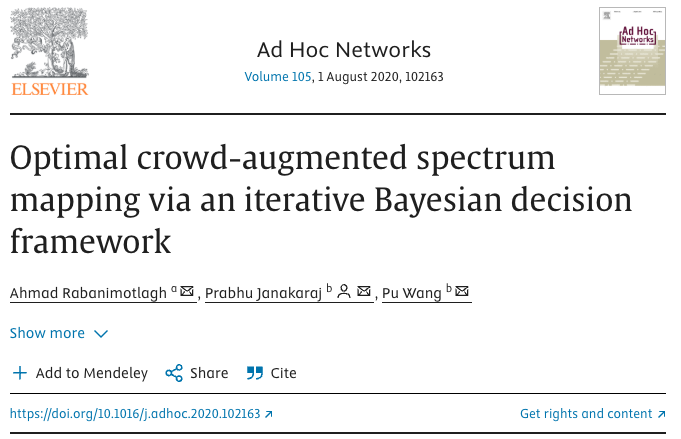 ELSEVIER
Ad Hoc Networks
Volume 105, 1 August 2020, 102163
Ad Hoc
Networks
Optimal crowd-augmented spectrum
mapping via an iterative Bayesian decision
framework
Ahmad Rabanimotlagh a, Prabhu Janakaraj b, Pu Wang b
Show more
Add to Mendeley Share Cite
https://doi.org/10.1016/j.adhoc.2020.102163 Get rights and content